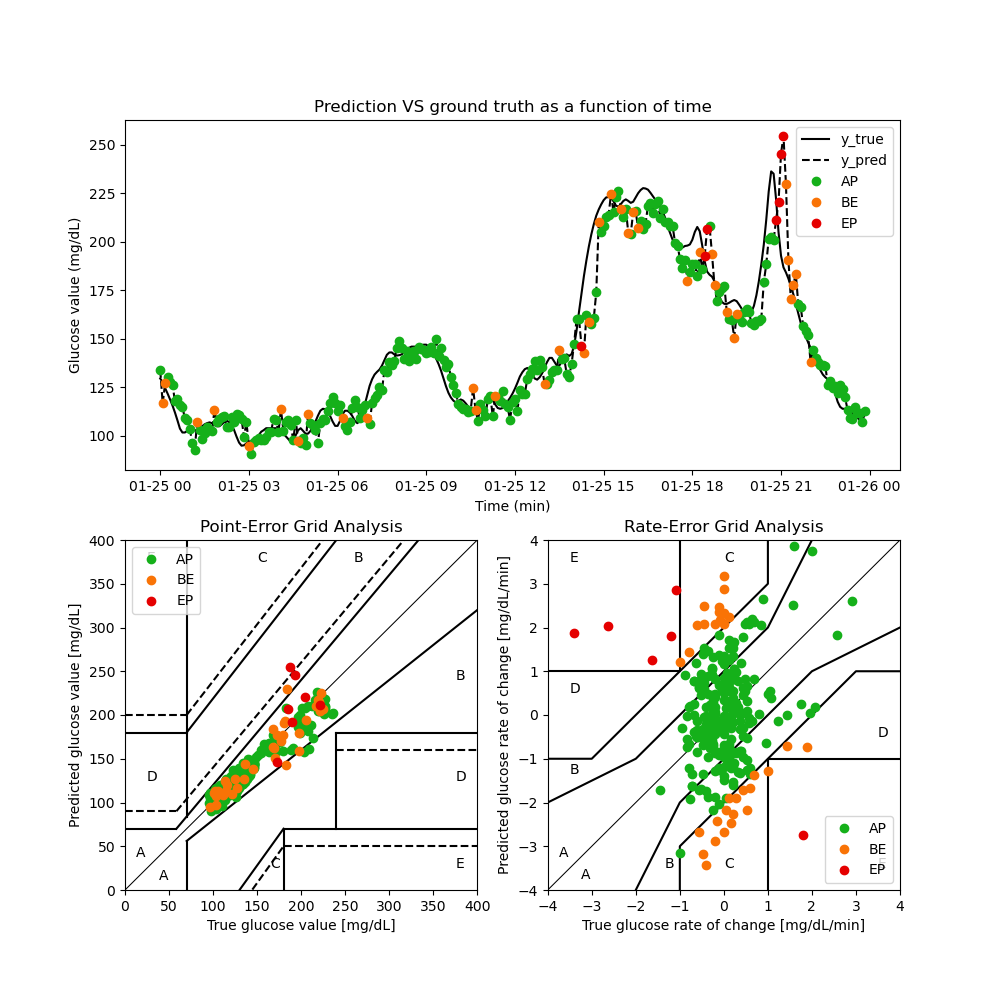 Prediction VS ground truth as a function of time
Glucose value (mg/dL)
250
225
200
175
150
125
100
y_true
y_pred
AP
BE
EP
01-25 00 01-25 03 01-25 06 01-25 09 01-25 12 01-25 15 01-25 18 01-25 21 01-26 00
Time (min)
Point-Error Grid Analysis
Predicted glucose value [mg/dL]
400
350
300
250
200
150
100
50
0
AP
BE
EP
C
B
B
D
D
A
A
C
E
0 50 100 150 200 250 300 350 400
True glucose value [mg/dL]
Rate-Error Grid Analysis
Predicted glucose rate of change [mg/dL/min]
4
3
2
1
0
−1
−2
−3
−4
E
C
D
D
B
A
A
B
C
AP
BE
EP
−4 −3 −2 −1 0 1 2 3 4
True glucose rate of change [mg/dL/min]